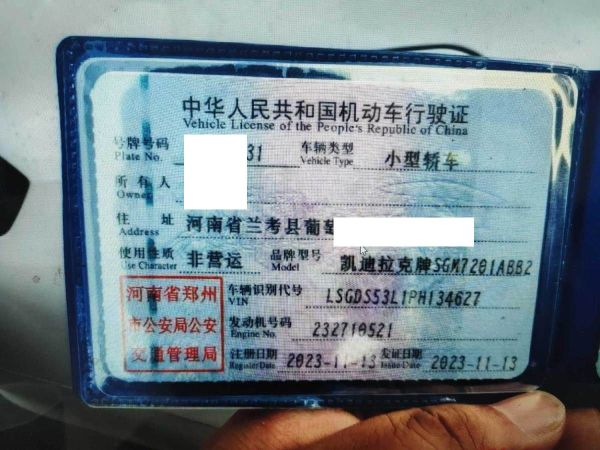 中华人民共和国机动车行驶证
Vehicle License of the People's Republic of China
号牌号码 31 车辆类型 小型轿车
Plate No. Vehicle Type
所有人
Owner
住 址 河南省兰考县葡萄
Address
使用性质 非营运 品牌型号 凯迪拉克牌SGM7201ABB2
Use Character Model
河南省郑州 车辆识别代号 LSGDS53L1PH134627
VIN
市公安局公安 发动机号码 232710521
Engine No.
交通管理局 注册日期 2023-11-13 发证日期 2023-11-13
Register Date Issue Date